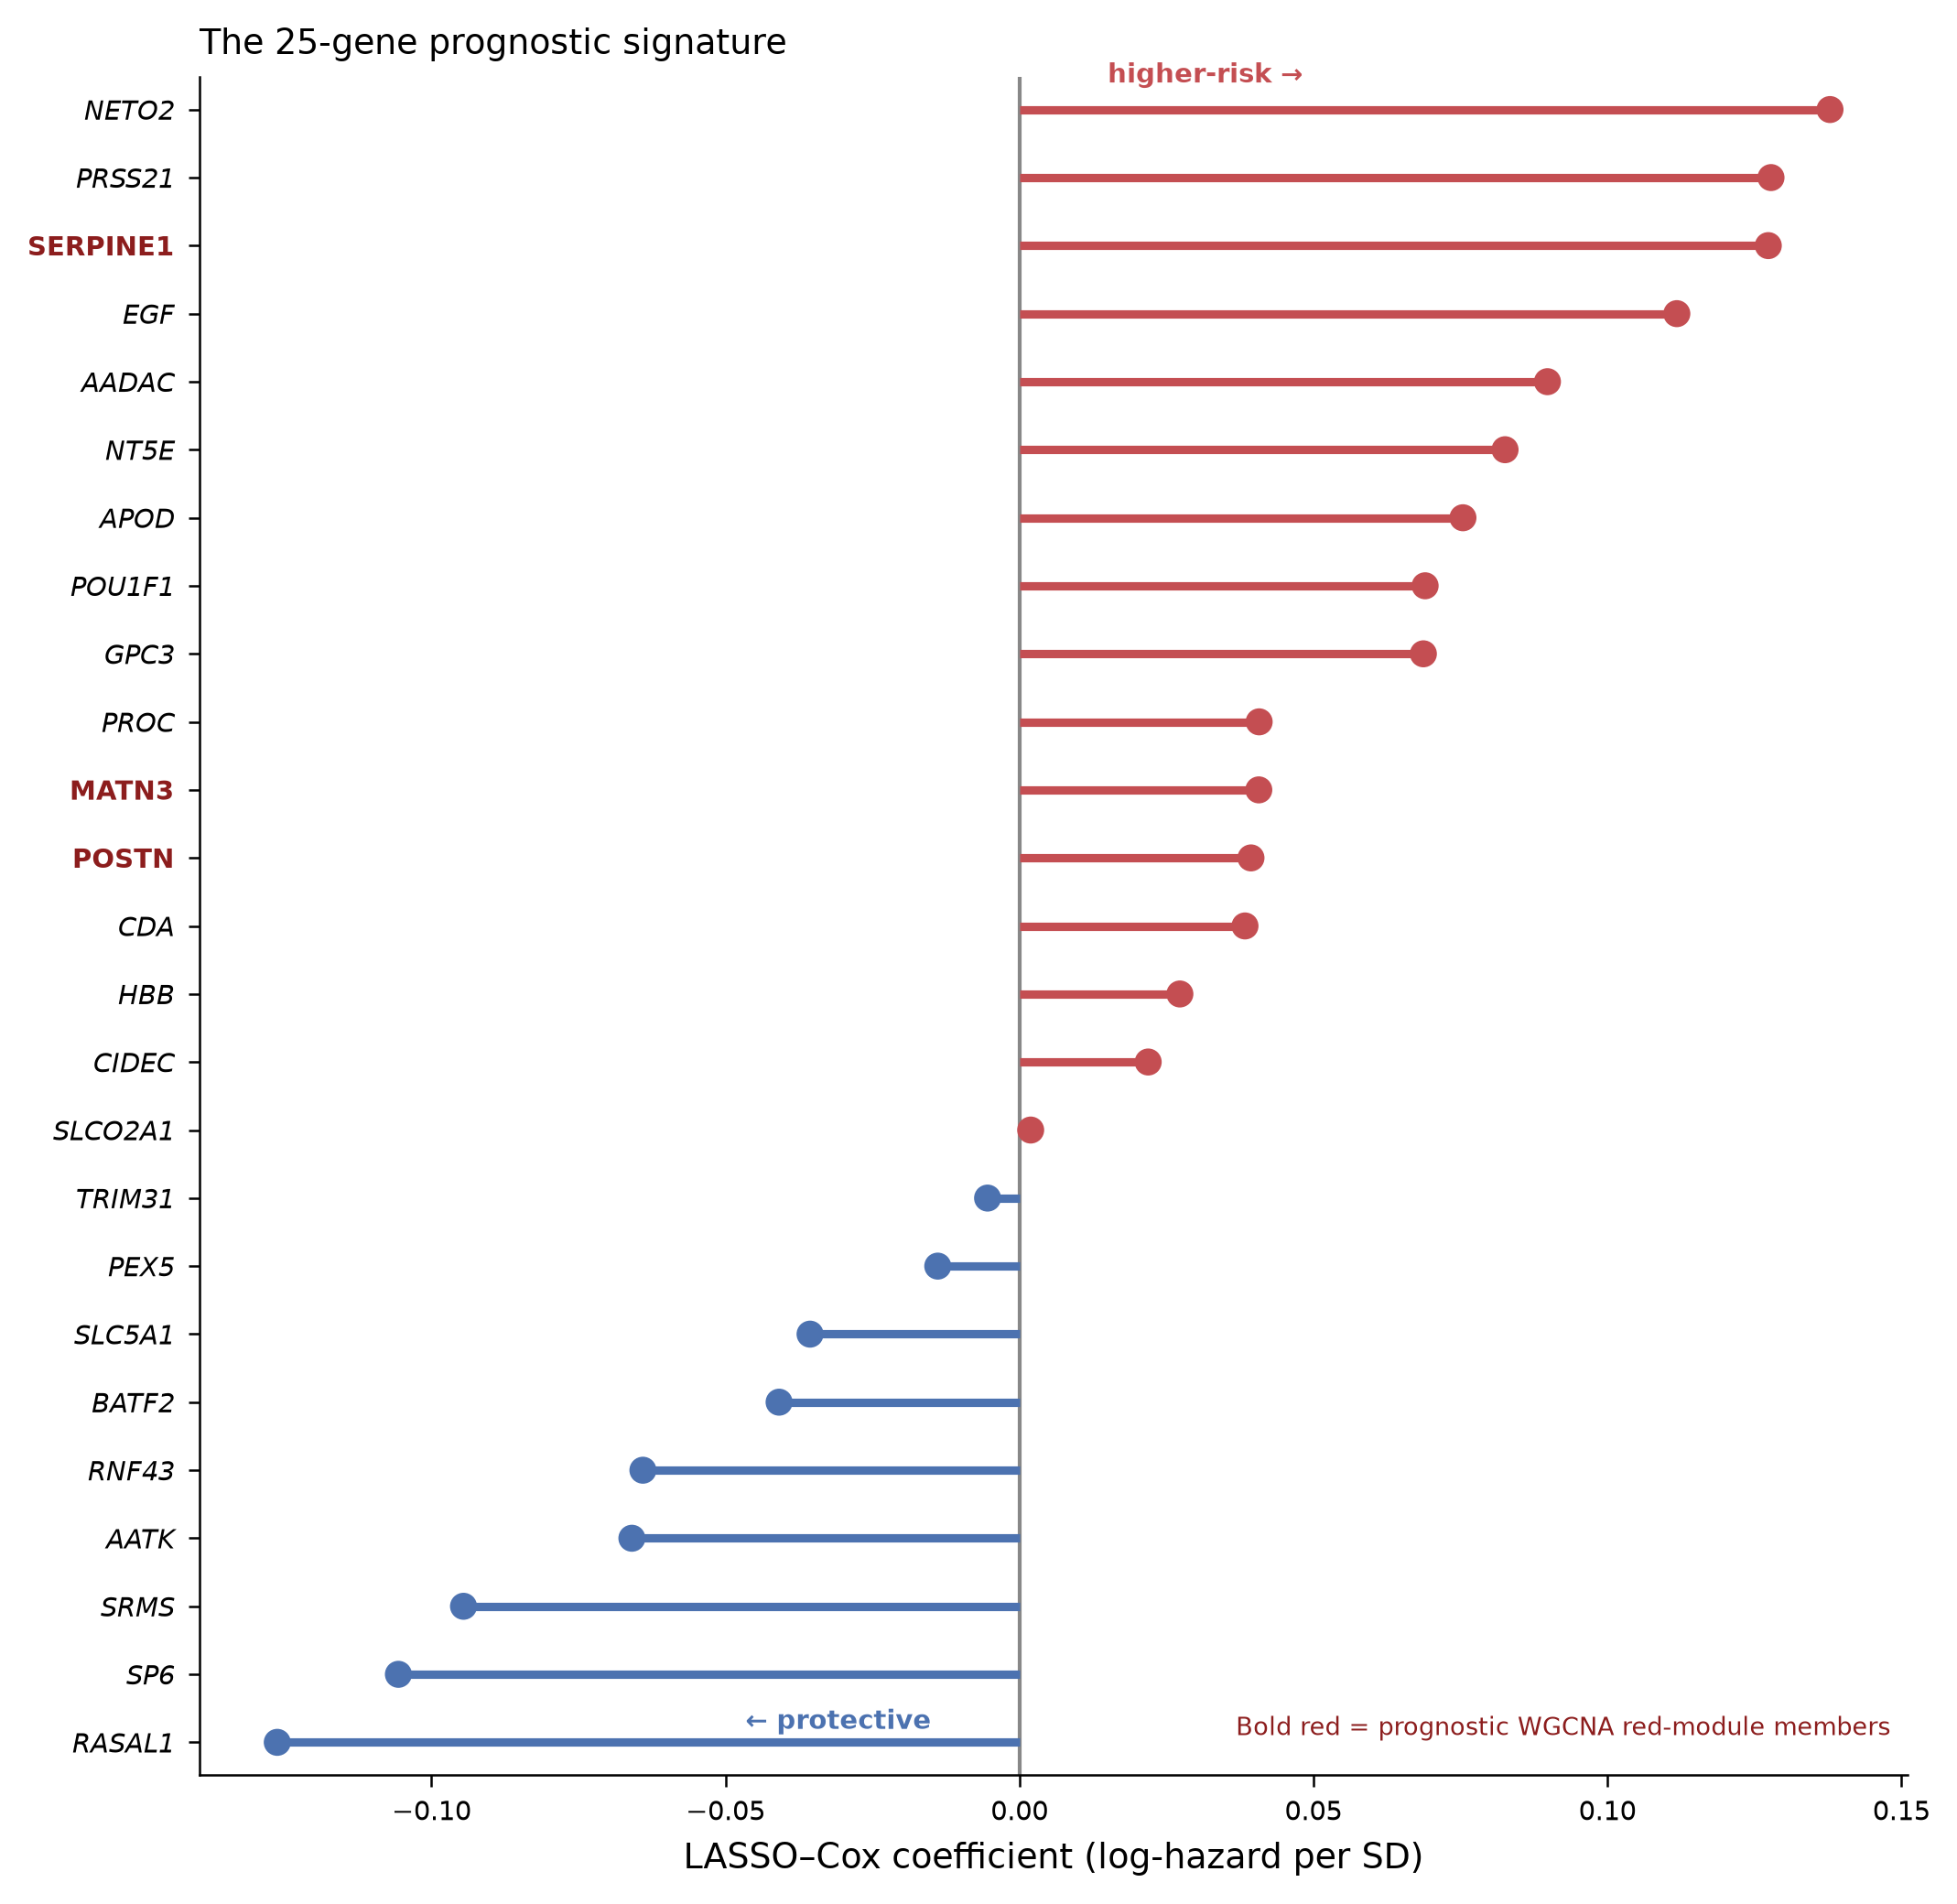 The 25-gene prognostic signature
higher-risk →
NETO2
PRSS21
SERPINE1
EGF
AADAC
NT5E
APOD
POU1F1
GPC3
PROC
MATN3
POSTN
CDA
HBB
CIDEC
SLCO2A1
TRIM31
PEX5
SLC5A1
BATF2
RNF43
AATK
SRMS
SP6
← protective
Bold red = prognostic WGCNA red-module members
RASAL1
−0.10 −0.05 0.00 0.05 0.10 0.15
LASSO–Cox coefficient (log-hazard per SD)